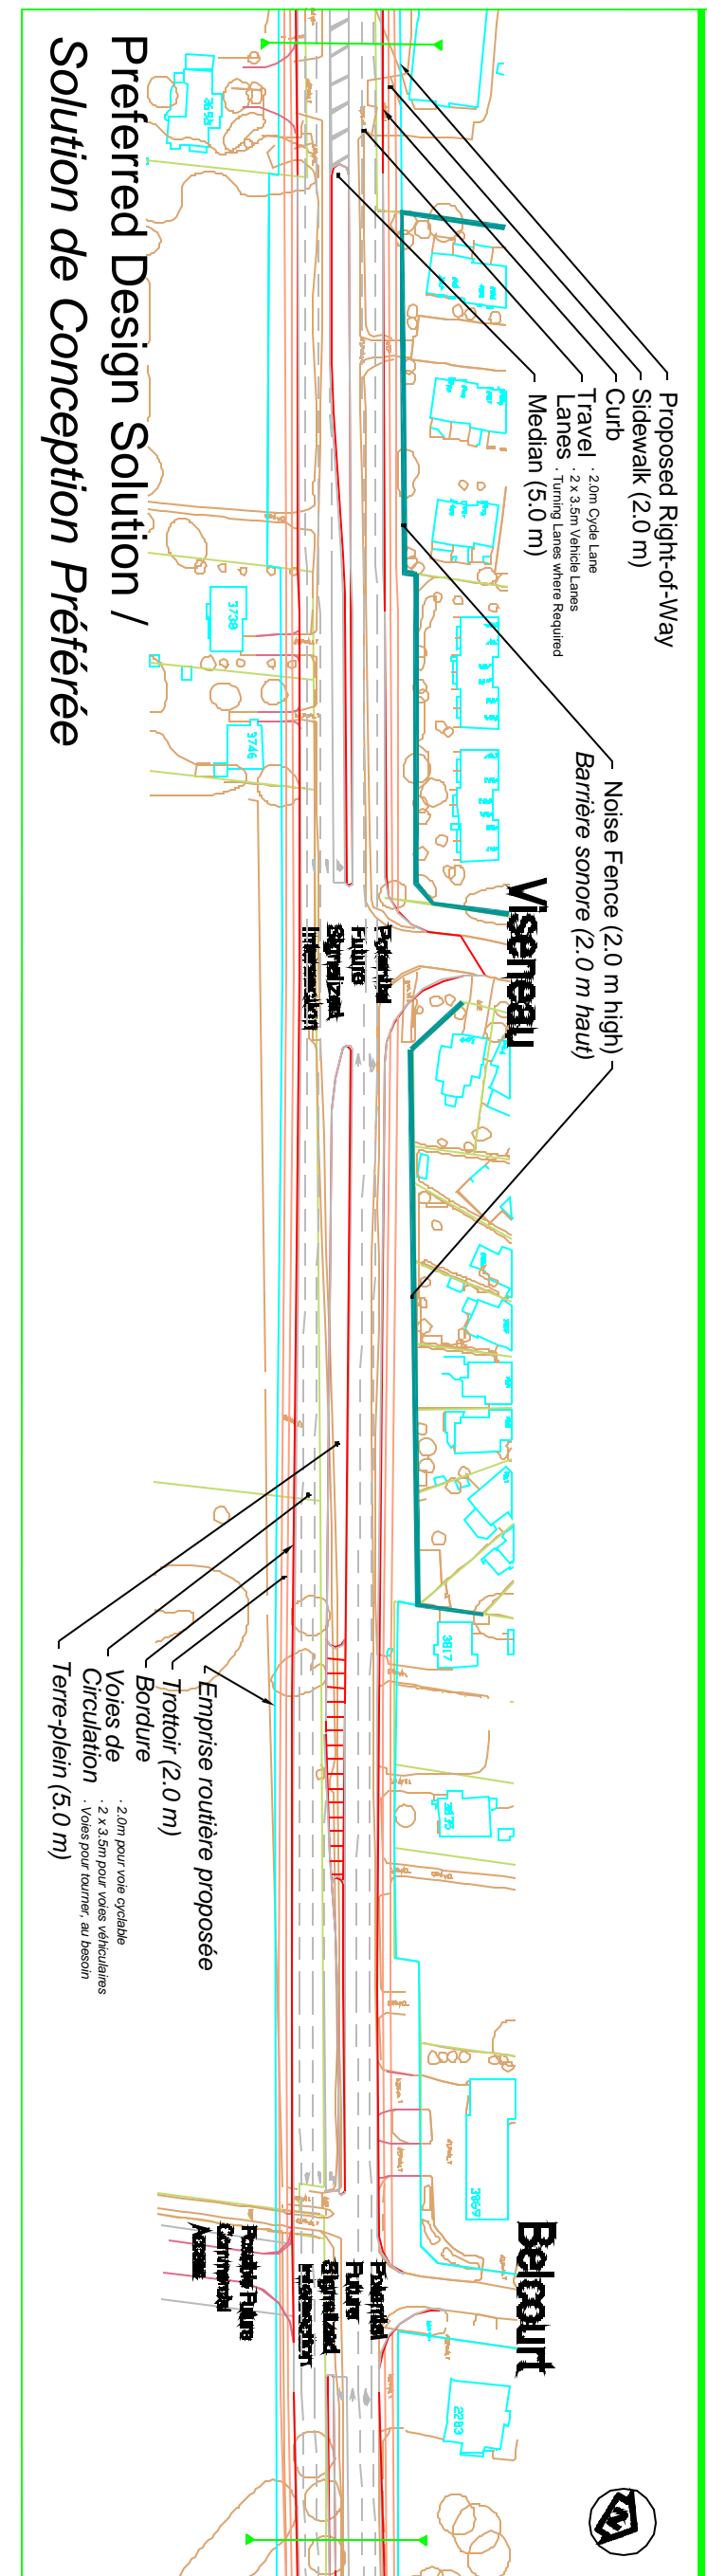 Proposed Right-of-Way
Sidewalk (2.0 m)
Curb
Travel
Lanes
· 2.0m Cycle Lane
· 2 x 3.5m Vehicle Lanes
· Turning Lanes where Required
Median (5.0 m)
Noise Fence (2.0 m high)
Barrière sonore (2.0 m haut)
Viseneau
Belcourt
Potential
Future
Signalized
Intersection
Potential
Future
Signalized
Intersection
Possible Future
Commercial
Access
3738
3746
3817
3869
2283
Emprise routière proposée
Trottoir (2.0 m)
Bordure
Voies de
Circulation
· 2.0m pour voie cyclable
· 2 x 3.5m pour voies véhiculaires
· Voies pour tourner, au besoin
Terre-plein (5.0 m)
Preferred Design Solution /
Solution de Conception Préférée